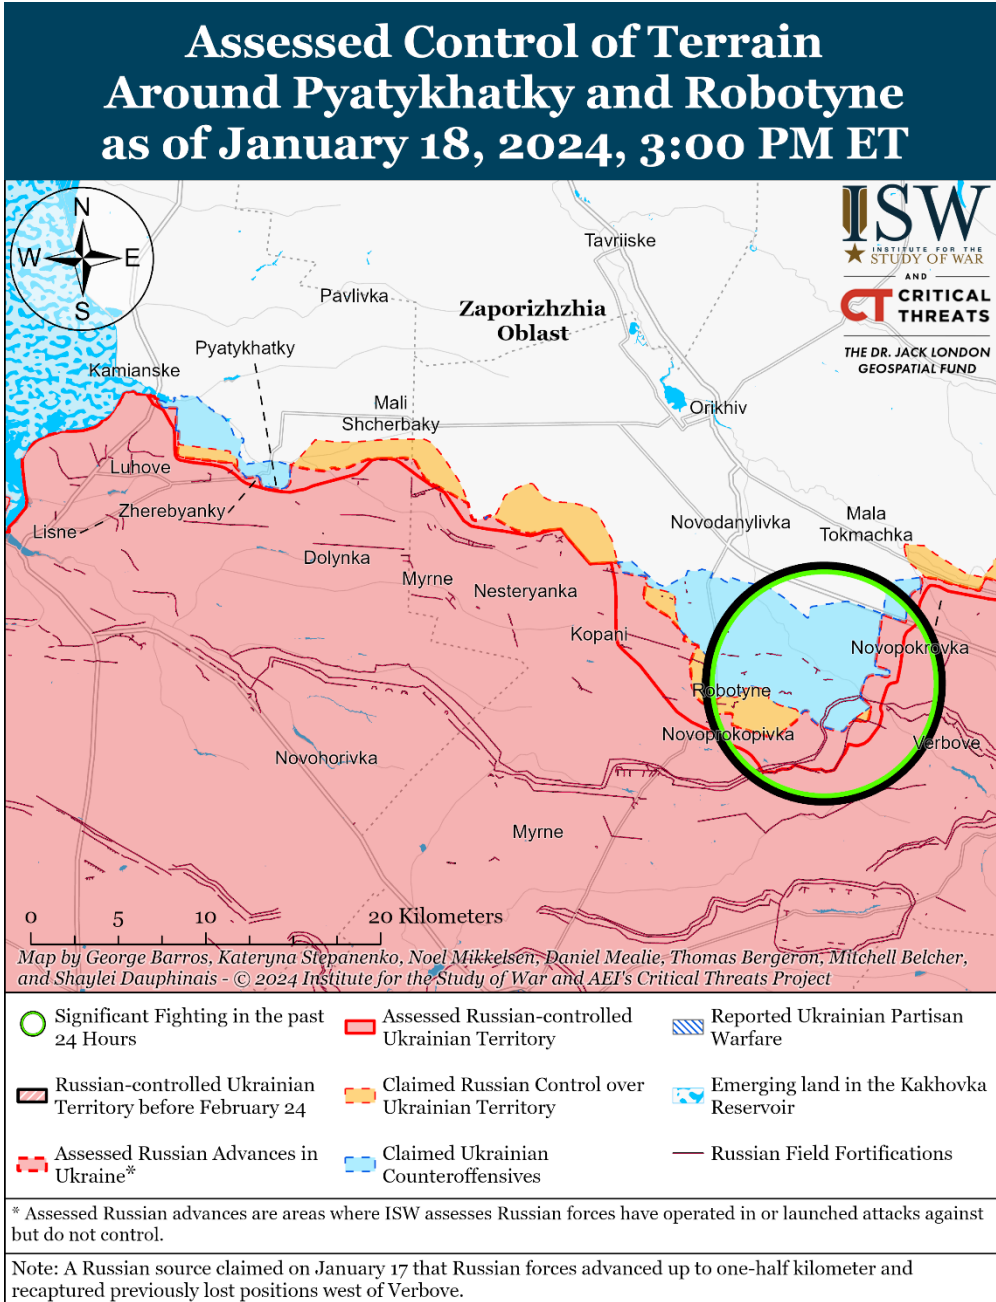 Assessed Control of Terrain
Around Pyatykhatky and Robotyne
as of January 18, 2024, 3:00 PM ET
N
W E
S
ISW
INSTITUTE FOR THE
STUDY OF WAR
AND
CT CRITICAL
THREATS
THE DR. JACK LONDON
GEOSPATIAL FUND
Tavriiske
Pavlivka
Zaporizhzhia
Oblast
Pyatykhatky
Kamianske
Mali
Shcherbaky
Orikhiv
Luhove
Zherebyanky
Lisne
Novodanylivka
Mala
Tokmachka
Dolynka
Myrne
Nesteryanka
Kopani
Novopokrovka
Robotyne
Novoprokopivka
Verbove
Novohorivka
Myrne
0 5 10 20 Kilometers
Map by George Barros, Kateryna Stepanenko, Noel Mikkelsen, Daniel Mealie, Thomas Bergeron, Mitchell Belcher,
and Shaylei Dauphinais - © 2024 Institute for the Study of War and AEI's Critical Threats Project
Significant Fighting in the past
24 Hours
Russian-controlled Ukrainian
Territory before February 24
Assessed Russian Advances in
Ukraine*
Assessed Russian-controlled
Ukrainian Territory
Claimed Russian Control over
Ukrainian Territory
Claimed Ukrainian
Counteroffensives
Reported Ukrainian Partisan
Warfare
Emerging land in the Kakhovka
Reservoir
Russian Field Fortifications
* Assessed Russian advances are areas where ISW assesses Russian forces have operated in or launched attacks against
but do not control.
Note: A Russian source claimed on January 17 that Russian forces advanced up to one-half kilometer and
recaptured previously lost positions west of Verbove.